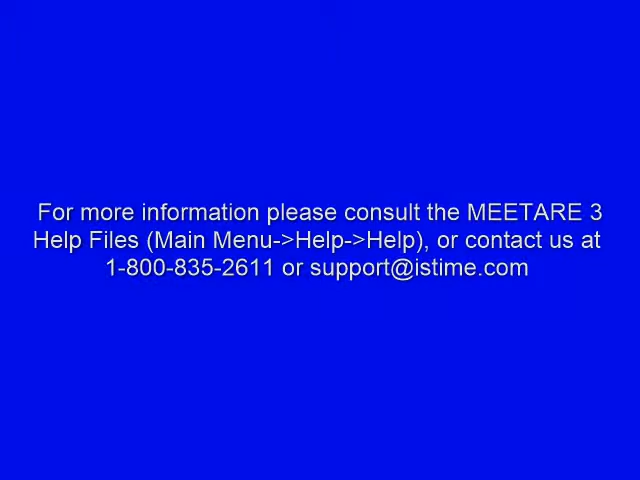 For more information please consult the MEETARE 3
Help Files (Main Menu->Help->Help), or contact us at
1-800-835-2611 or support@istime.com